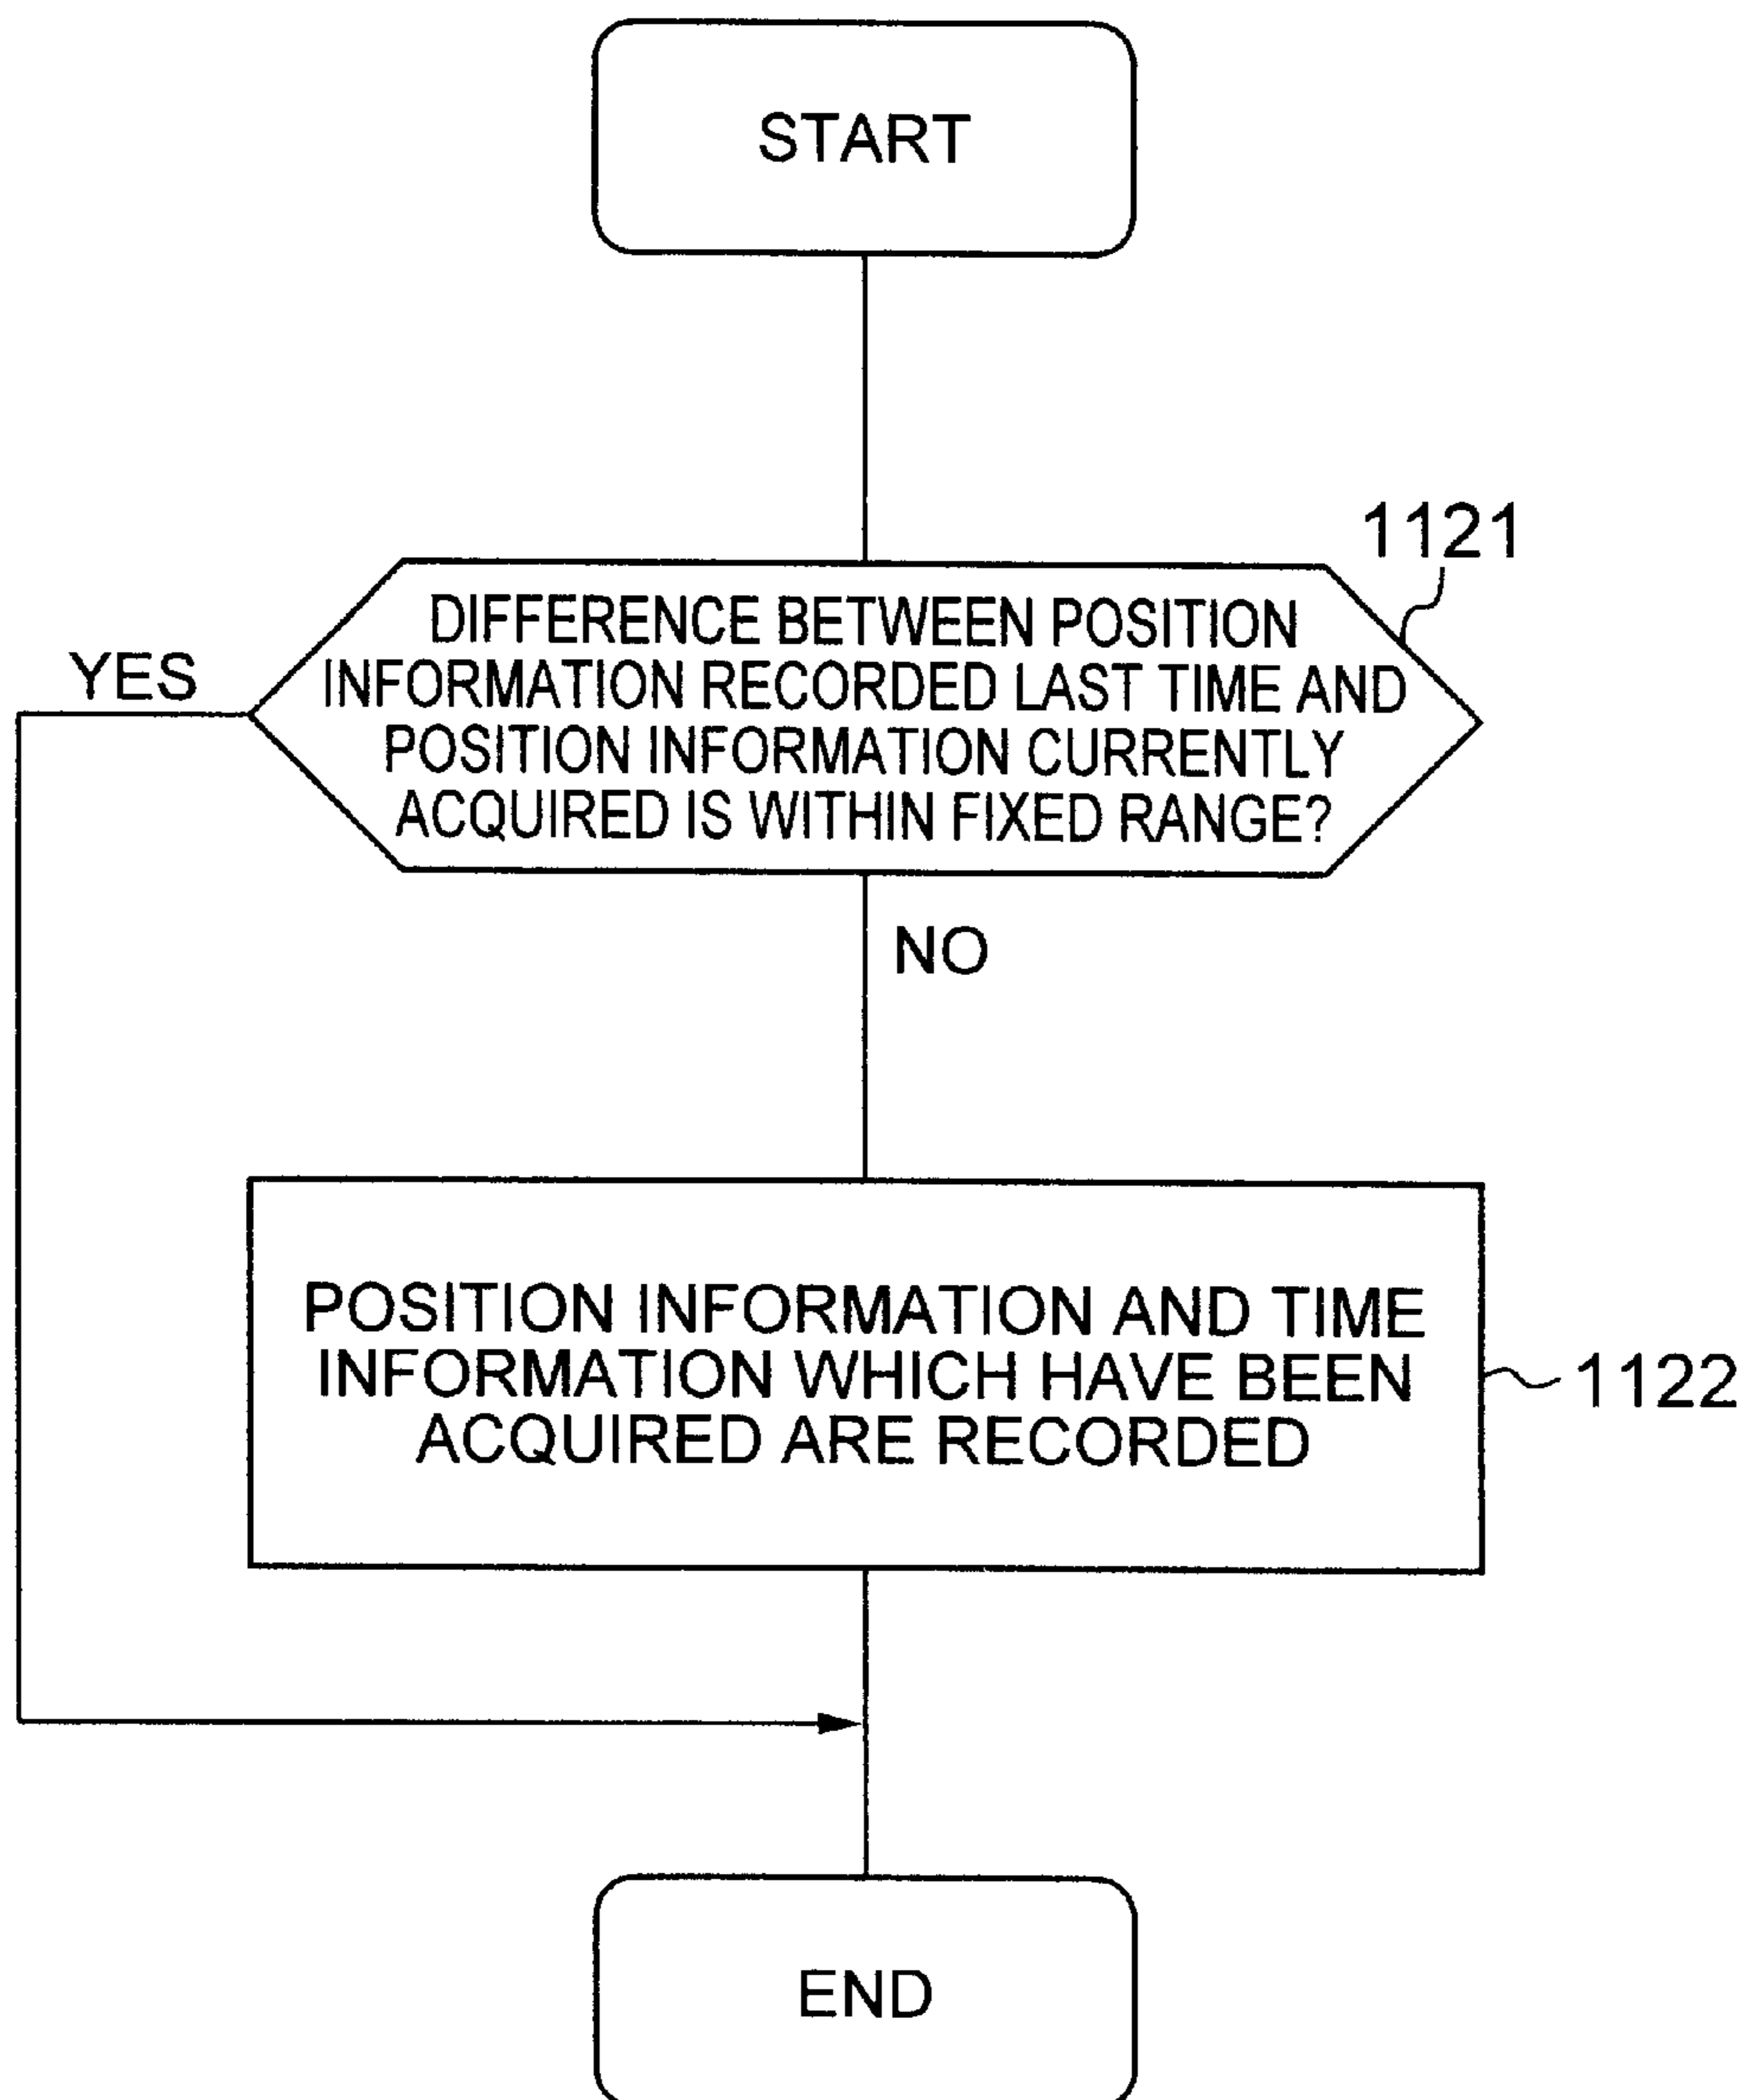 START
1121
DIFFERENCE BETWEEN POSITION
INFORMATION RECORDED LAST TIME AND
POSITION INFORMATION CURRENTLY
ACQUIRED IS WITHIN FIXED RANGE?
YES
NO
POSITION INFORMATION AND TIME
INFORMATION WHICH HAVE BEEN
ACQUIRED ARE RECORDED
1122
END